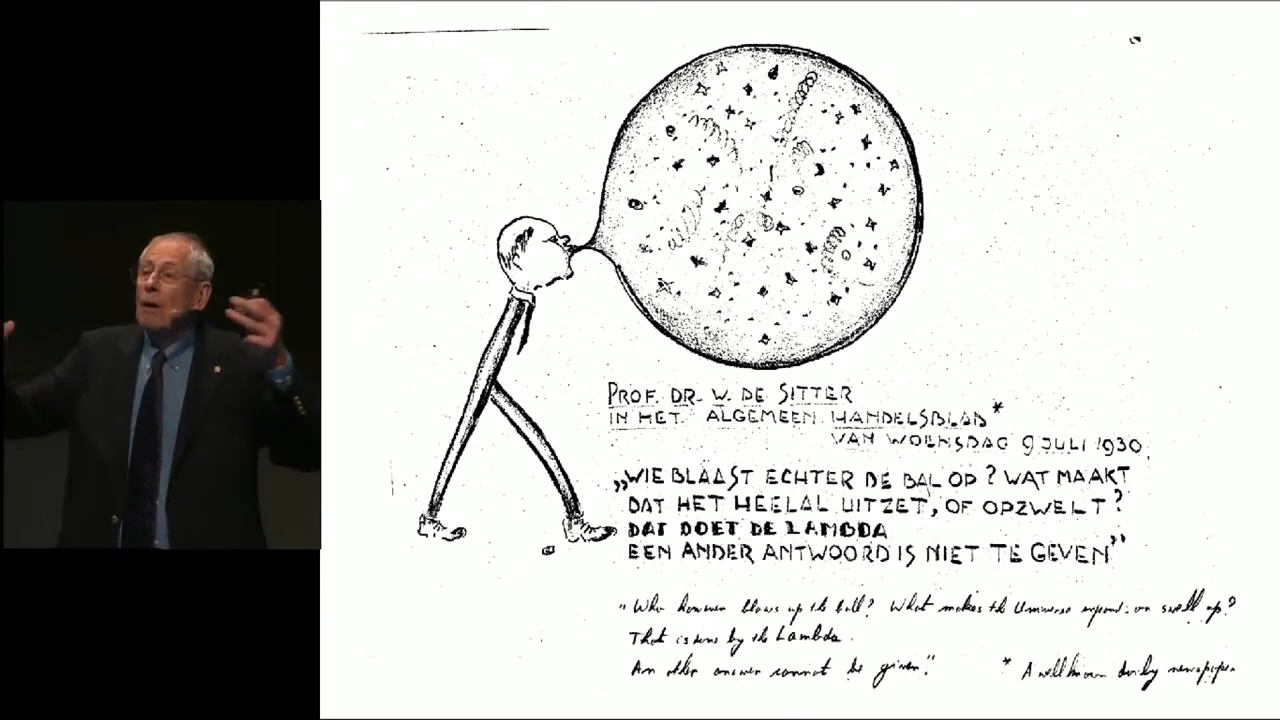 PROF. DR. W. DE SITTER
IN HET ALGEMEEN HANDELSBLAD*
VAN WOENSDAG 9 JULI 1930
„WIE BLAAST ECHTER DE BAL OP? WAT MAAKT
DAT HET HEELAL UITZET, OF OPZWELT?
DAT DOET DE LAMBDA
EEN ANDER ANTWOORD IS NIET TE GEVEN”
"Who however blows up the ball? What makes the Universe expand, or swell up?
That is done by the Lambda.
An other answer cannot be given."
* A well known daily newspaper